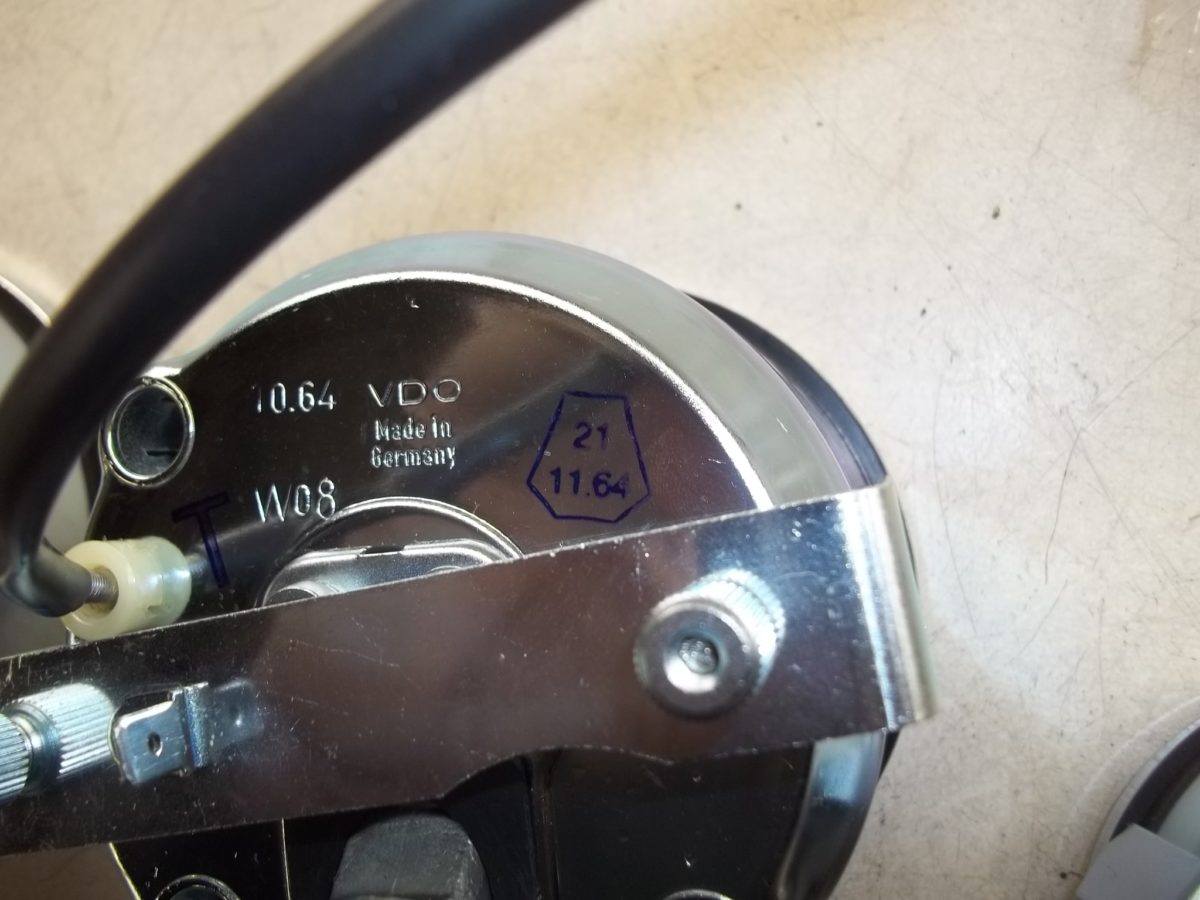 10.64 VDO
Made in
Germany
W08
T
21
11.64